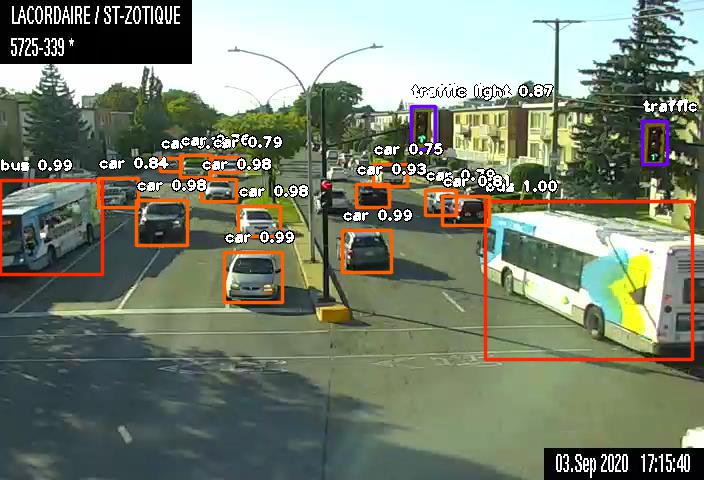 LACORDAIRE / ST-ZOTIQUE
5725-339 *
traffic light 0.87
traffic
car 0.79
car 0.75
bus 0.99
car 0.84
car 0.98
car 0.93
car 0.98
car 0.98
1.00
car 0.99
car 0.99
03.Sep 2020 17:15:40